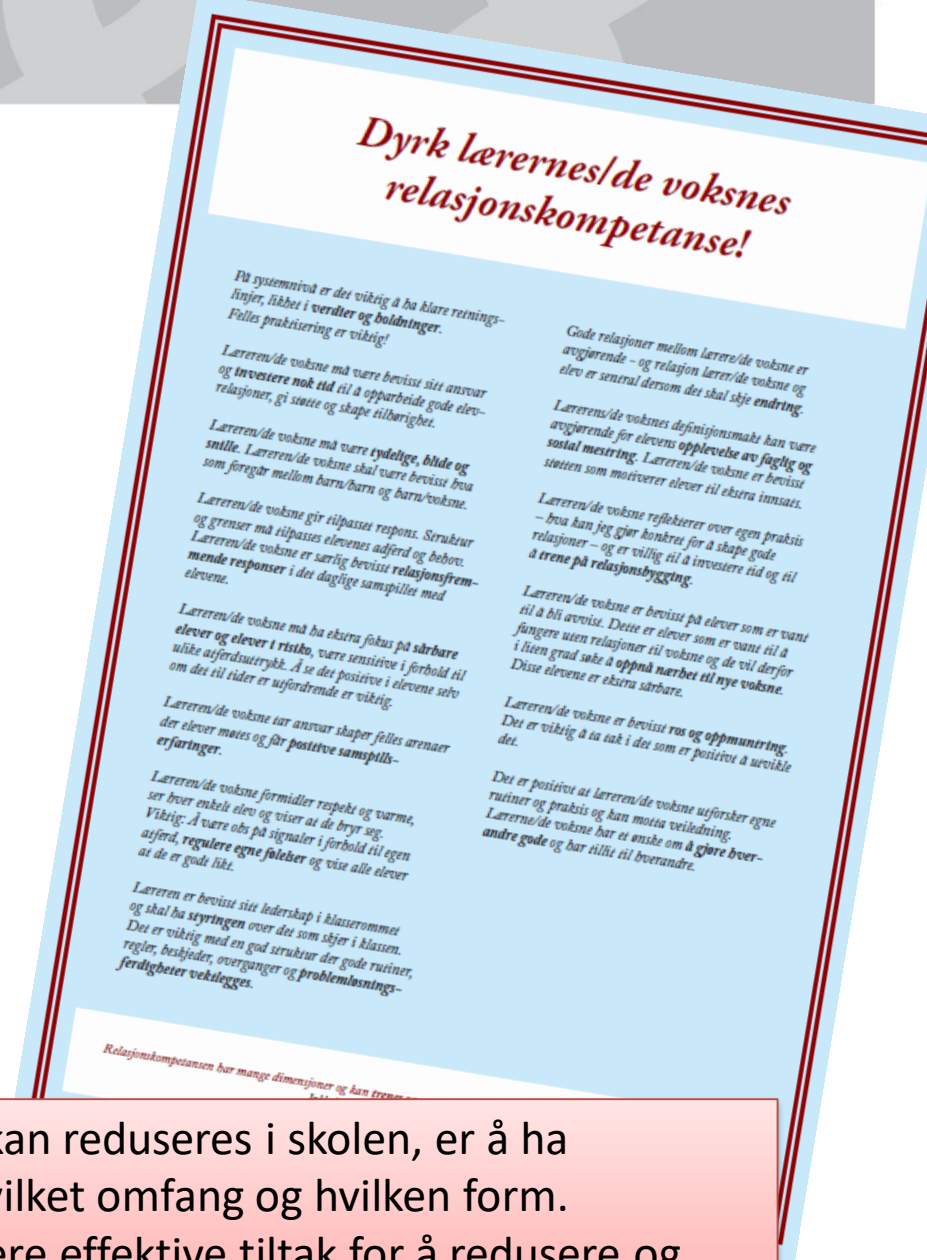 Dyrk lærernes/de voksnes
relasjonskompetanse!
På systemnivå er det viktig å ha klare retnings-
linjer, likhet i verdier og holdninger.
Felles praktisering er viktig!
Læreren/de voksne må være bevisst sitt ansvar
og investere nok tid til å opparbeide gode elev-
relasjoner, gi støtte og skape tilhørighet.
Læreren/de voksne må være tydelige, blide og
snille. Læreren/de voksne skal være bevisst hva
som foregår mellom barn/barn og barn/voksne.
Læreren/de voksne gir tilpasset respons. Struktur
og grenser må tilpasses elevenes adferd og behov.
Læreren/de voksne er særlig bevisst relasjonsfrem-
mende responser i det daglige samspillet med
elevene.
Læreren/de voksne må ha ekstra fokus på sårbare
elever og elever i risiko, være sensitive i forhold til
ulike atferdsuttrykk. Å se det positive i elevene selv
om det til tider er utfordrende er viktig.
Læreren/de voksne tar ansvar skaper felles arenaer
der elever møtes og får positive samspills-
erfaringer.
Læreren/de voksne formidler respekt og varme,
ser hver enkelt elev og viser at de bryr seg.
Viktig: Å være obs på signaler i forhold til egen
atferd, regulere egne følelser og vise alle elever
at de er godt likt.
Læreren er bevisst sitt lederskap i klasserommet
og skal ha styringen over det som skjer i klassen.
Det er viktig med en god struktur der gode rutiner,
regler, beskjeder, overganger og problemløsnings-
ferdigheter vektlegges.
Gode relasjoner mellom lærere/de voksne er
avgjørende – og relasjon lærer/de voksne og
elev er sentral dersom det skal skje endring.
Lærerens/de voksnes definisjonsmakt kan være
avgjørende for elevens opplevelse av faglig og
sosial mestring. Læreren/de voksne er bevisst
støtten som motiverer elever til ekstra innsats.
Læreren/de voksne reflekterer over egen praksis
– hva kan jeg gjør konkret for å skape gode
relasjoner – og er villig til å investere tid og til
å trene på relasjonsbygging.
Læreren/de voksne er bevisst på elever som er vant
til å bli avvist. Dette er elever som er vant til å
fungere uten relasjoner til voksne og de vil derfor
i liten grad søke å oppnå nærhet til nye voksne.
Disse elevene er ekstra sårbare.
Læreren/de voksne er bevisst ros og oppmuntring.
Det er viktig å ta tak i det som er positivt å utvikle
det.
Det er positivt at læreren/de voksne utforsker egne
rutiner og praksis og kan motta veiledning.
Lærerne/de voksne har et ønske om å gjøre hver-
andre gode og har tillit til hverandre.
Relasjonskompetansen har mange dimensjoner og kan trenes
kan reduseres i skolen, er å ha
vilket omfang og hvilken form.
ere effektive tiltak for å redusere og